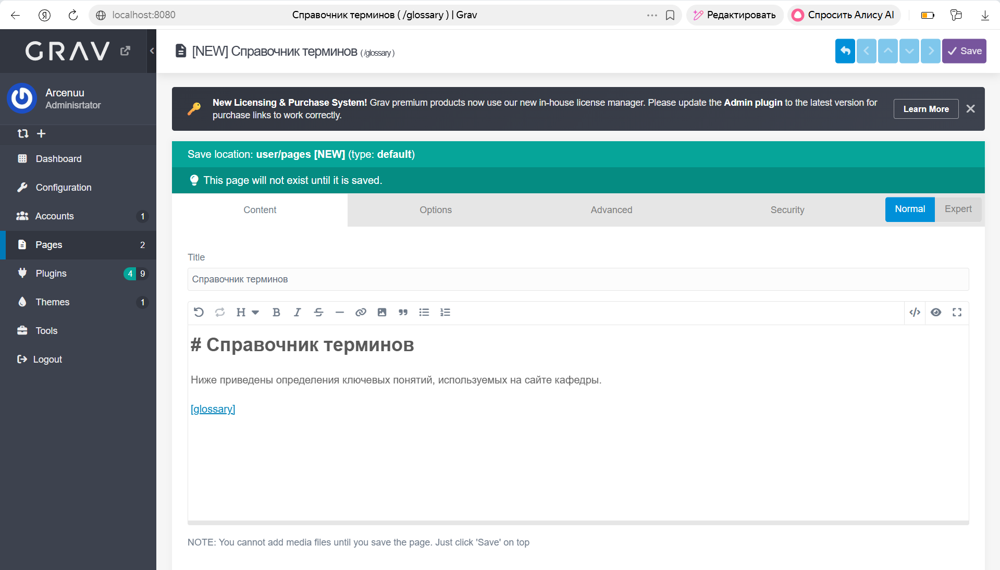 localhost:8080
Справочник терминов ( /glossary ) | Grav
Редактировать
Спросить Алису AI
GRAV
[NEW] Справочник терминов ( /glossary )
Save
Arcenuu
Adminisrtator
New Licensing & Purchase System! Grav premium products now use our new in-house license manager. Please update the Admin plugin to the latest version for
purchase links to work correctly.
Learn More
Dashboard
Configuration
Accounts 1
Pages 2
Plugins 4 9
Themes 1
Tools
Logout
Save location: user/pages [NEW] (type: default)
This page will not exist until it is saved.
Content
Options
Advanced
Security
Normal
Expert
Title
Справочник терминов
H
B
I
S
# Справочник терминов
Ниже приведены определения ключевых понятий, используемых на сайте кафедры.
[glossary]
NOTE: You cannot add media files until you save the page. Just click 'Save' on top